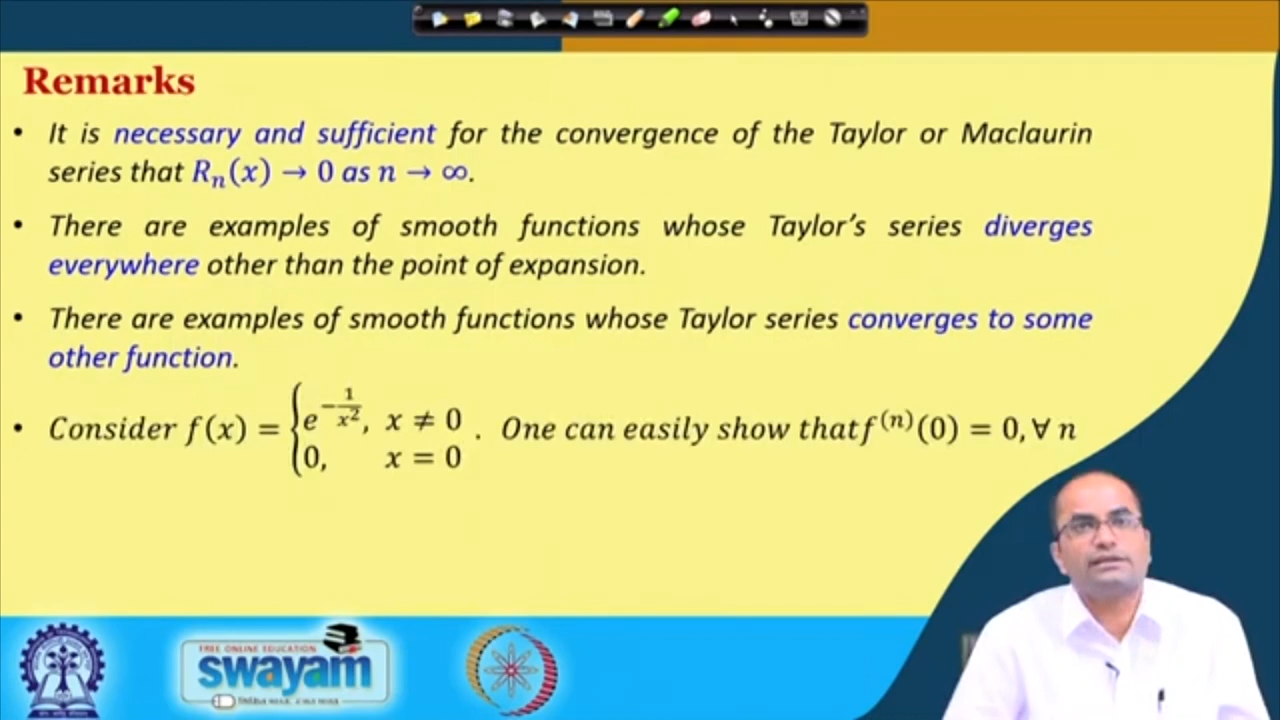 Remarks
• It is necessary and sufficient for the convergence of the Taylor or Maclaurin
series that Rₙ(x) → 0 as n → ∞.
• There are examples of smooth functions whose Taylor's series diverges
everywhere other than the point of expansion.
• There are examples of smooth functions whose Taylor series converges to some
other function.
• Consider f(x) = { e^(-1/x²), x ≠ 0 . One can easily show thatf⁽ⁿ⁾(0) = 0, ∀ n
0, x = 0
FREE ONLINE EDUCATION
swayam